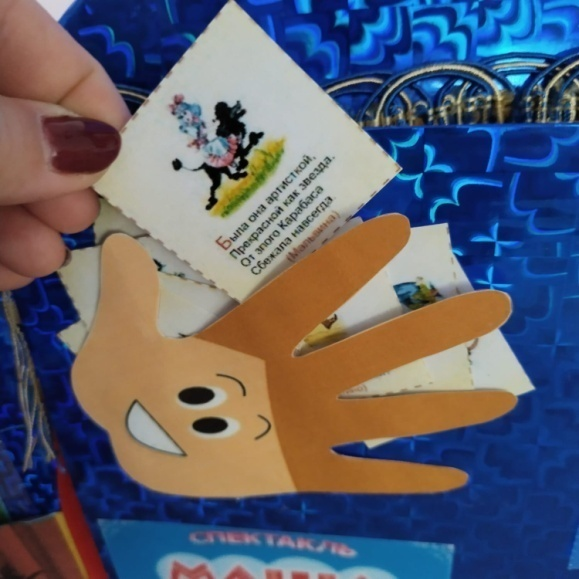 Была она артисткой,
Прекрасной как звезда.
От злого Карабаса
Сбежала навсегда
(Мальвина)
СПЕКТАКЛЬ